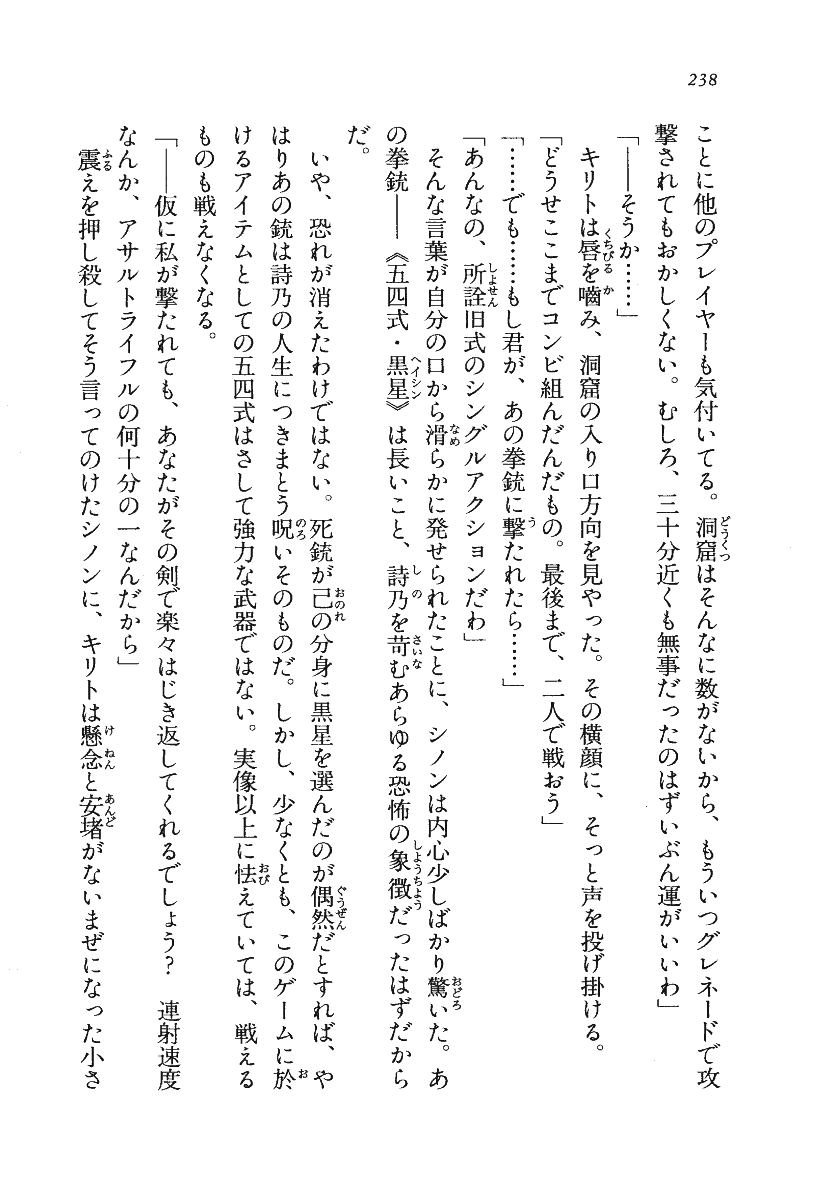 238
ことに他のプレイヤーも気付いてる。洞窟はそんなに数がないから、もういつグレネードで攻
撃されてもおかしくない。むしろ、三十分近くも無事だったのはずいぶん運がいいわ」
「――そうか……」
キリトは唇を嚙み、洞窟の入り口方向を見やった。その横顔に、そっと声を投げ掛ける。
「どうせここまでコンビ組んだんだもの。最後まで、二人で戦おう」
「……でも……もし君が、あの拳銃に撃たれたら……」
「あんなの、所詮旧式のシングルアクションだわ」
そんな言葉が自分の口から滑らかに発せられたことに、シノンは内心少しばかり驚いた。あ
の拳銃――《五四式・黒星》は長いこと、詩乃を苛むあらゆる恐怖の象徴だったはずだから
だ。
いや、恐れが消えたわけではない。死銃が己の分身に黒星を選んだのが偶然だとすれば、や
はりあの銃は詩乃の人生につきまとう呪いそのものだ。しかし、少なくとも、このゲームに於
けるアイテムとしての五四式はさして強力な武器ではない。実像以上に怯えていては、戦える
ものも戦えなくなる。
「――仮に私が撃たれても、あなたがその剣で楽々はじき返してくれるでしょう？　連射速度
なんか、アサルトライフルの何十分の一なんだから」
震えを押し殺してそう言ってのけたシノンに、キリトは懸念と安堵がないまぜになった小さ